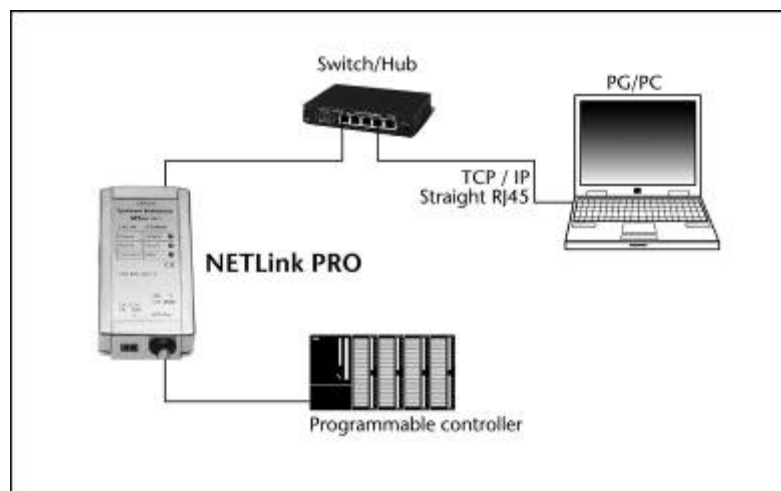 Switch/Hub
PG/PC
TCP / IP
Straight RJ45
NETLink PRO
Programmable controller